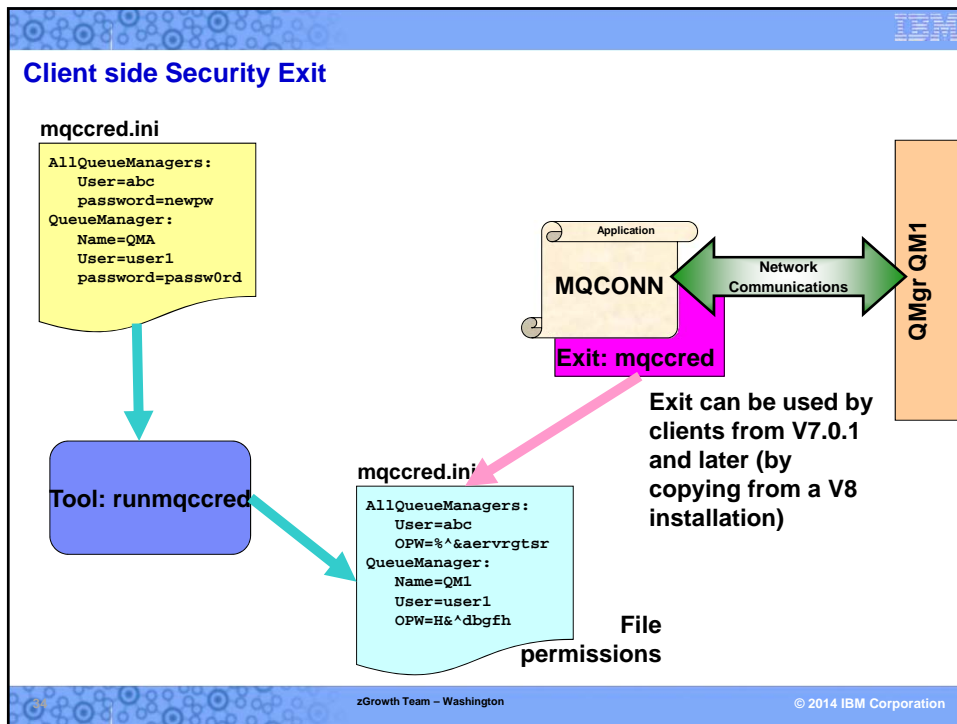 IBM
Client side Security Exit
mqccred.ini
AllQueueManagers:
User=abc
password=newpw
QueueManager:
Name=QMA
User=user1
password=passw0rd
Tool: runmqccred
mqccred.ini
AllQueueManagers:
User=abc
OPW=%^&aervrgtsr
QueueManager:
Name=QM1
User=user1
OPW=H&^dbgfh
File
permissions
Application
MQCONN
Exit: mqccred
Network
Communications
QMgr QM1
Exit can be used by
clients from V7.0.1
and later (by
copying from a V8
installation)
zGrowth Team – Washington
© 2014 IBM Corporation